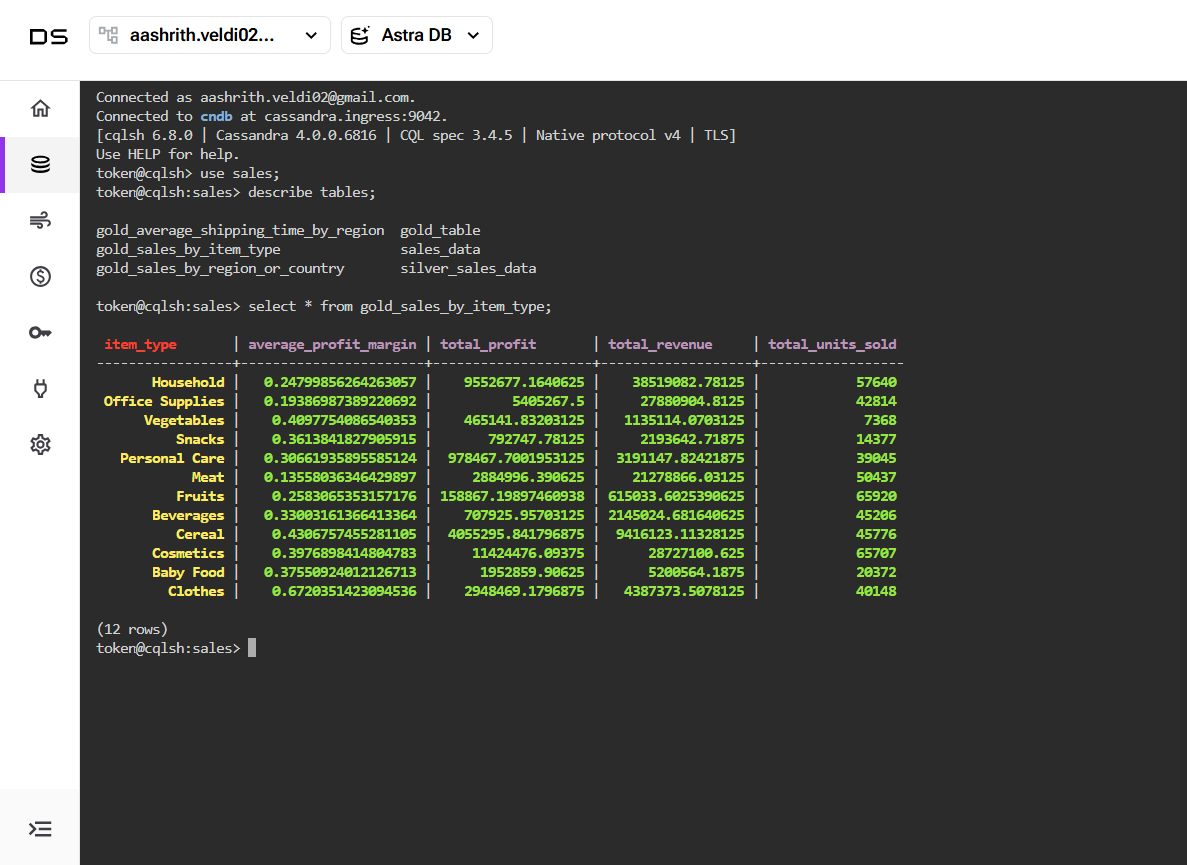 DS aashrith.veldi02... Astra DB
Connected as aashrith.veldi02@gmail.com.
Connected to cndb at cassandra.ingress:9042.
[cqlsh 6.8.0 | Cassandra 4.0.0.6816 | CQL spec 3.4.5 | Native protocol v4 | TLS]
Use HELP for help.
token@cqlsh> use sales;
token@cqlsh:sales> describe tables;
gold_average_shipping_time_by_region  gold_table
gold_sales_by_item_type               sales_data
gold_sales_by_region_or_country       silver_sales_data
token@cqlsh:sales> select * from gold_sales_by_item_type;
 item_type       | average_profit_margin | total_profit       | total_revenue     | total_units_sold
-----------------+-----------------------+--------------------+-------------------+------------------
       Household |   0.24799856264263057 |    9552677.1640625 |    38519082.78125 |            57640
 Office Supplies |   0.19386987389220692 |          5405267.5 |     27880904.8125 |            42814
      Vegetables |    0.4097754086540353 |    465141.83203125 |   1135114.0703125 |             7368
          Snacks |    0.3613841827905915 |       792747.78125 |     2193642.71875 |            14377
   Personal Care |   0.30661935895585124 |   978467.7001953125 |  3191147.82421875 |            39045
            Meat |   0.13558036346429897 |     2884996.390625 |    21278866.03125 |            50437
          Fruits |    0.2583065353157176 | 158867.19897460938 | 615033.6025390625 |            65920
       Beverages |   0.33003161366413364 |    707925.95703125 | 2145024.681640625 |            45206
          Cereal |    0.4306757455281105 |  4055295.841796875 |  9416123.11328125 |            45776
       Cosmetics |    0.3976898414804783 |     11424476.09375 |      28727100.625 |            65707
       Baby Food |   0.37550924012126713 |      1952859.90625 |      5200564.1875 |            20372
         Clothes |    0.6720351423094536 |    2948469.1796875 |   4387373.5078125 |            40148
(12 rows)
token@cqlsh:sales>